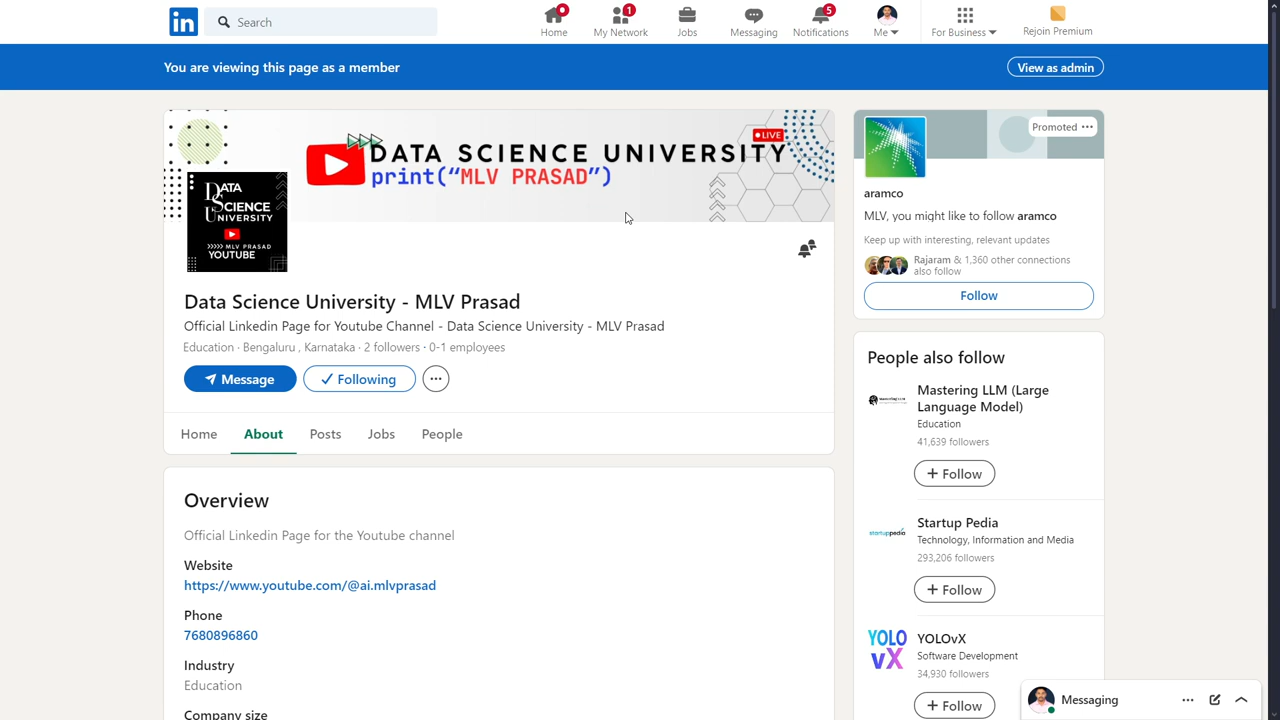 Search
Home
1
My Network
Jobs
Messaging
5
Notifications
Me
For Business
Rejoin Premium
You are viewing this page as a member
View as admin
DATA SCIENCE UNIVERSITY
LIVE
print(“MLV PRASAD”)
DATA
SCIENCE
UNIVERSITY
>>>>> MLV PRASAD
YOUTUBE
Data Science University - MLV Prasad
Official Linkedin Page for Youtube Channel - Data Science University - MLV Prasad
Education · Bengaluru , Karnataka · 2 followers · 0-1 employees
Message
Following
Home
About
Posts
Jobs
People
Overview
Official Linkedin Page for the Youtube channel
Website
https://www.youtube.com/@ai.mlvprasad
Phone
7680896860
Industry
Education
Company size
Promoted
aramco
MLV, you might like to follow aramco
Keep up with interesting, relevant updates
Rajaram & 1,360 other connections
also follow
Follow
People also follow
Mastering LLM (Large
Language Model)
Education
41,639 followers
+ Follow
startuppedia
Startup Pedia
Technology, Information and Media
293,206 followers
+ Follow
YOLO
vX
YOLOvX
Software Development
34,930 followers
+ Follow
Messaging